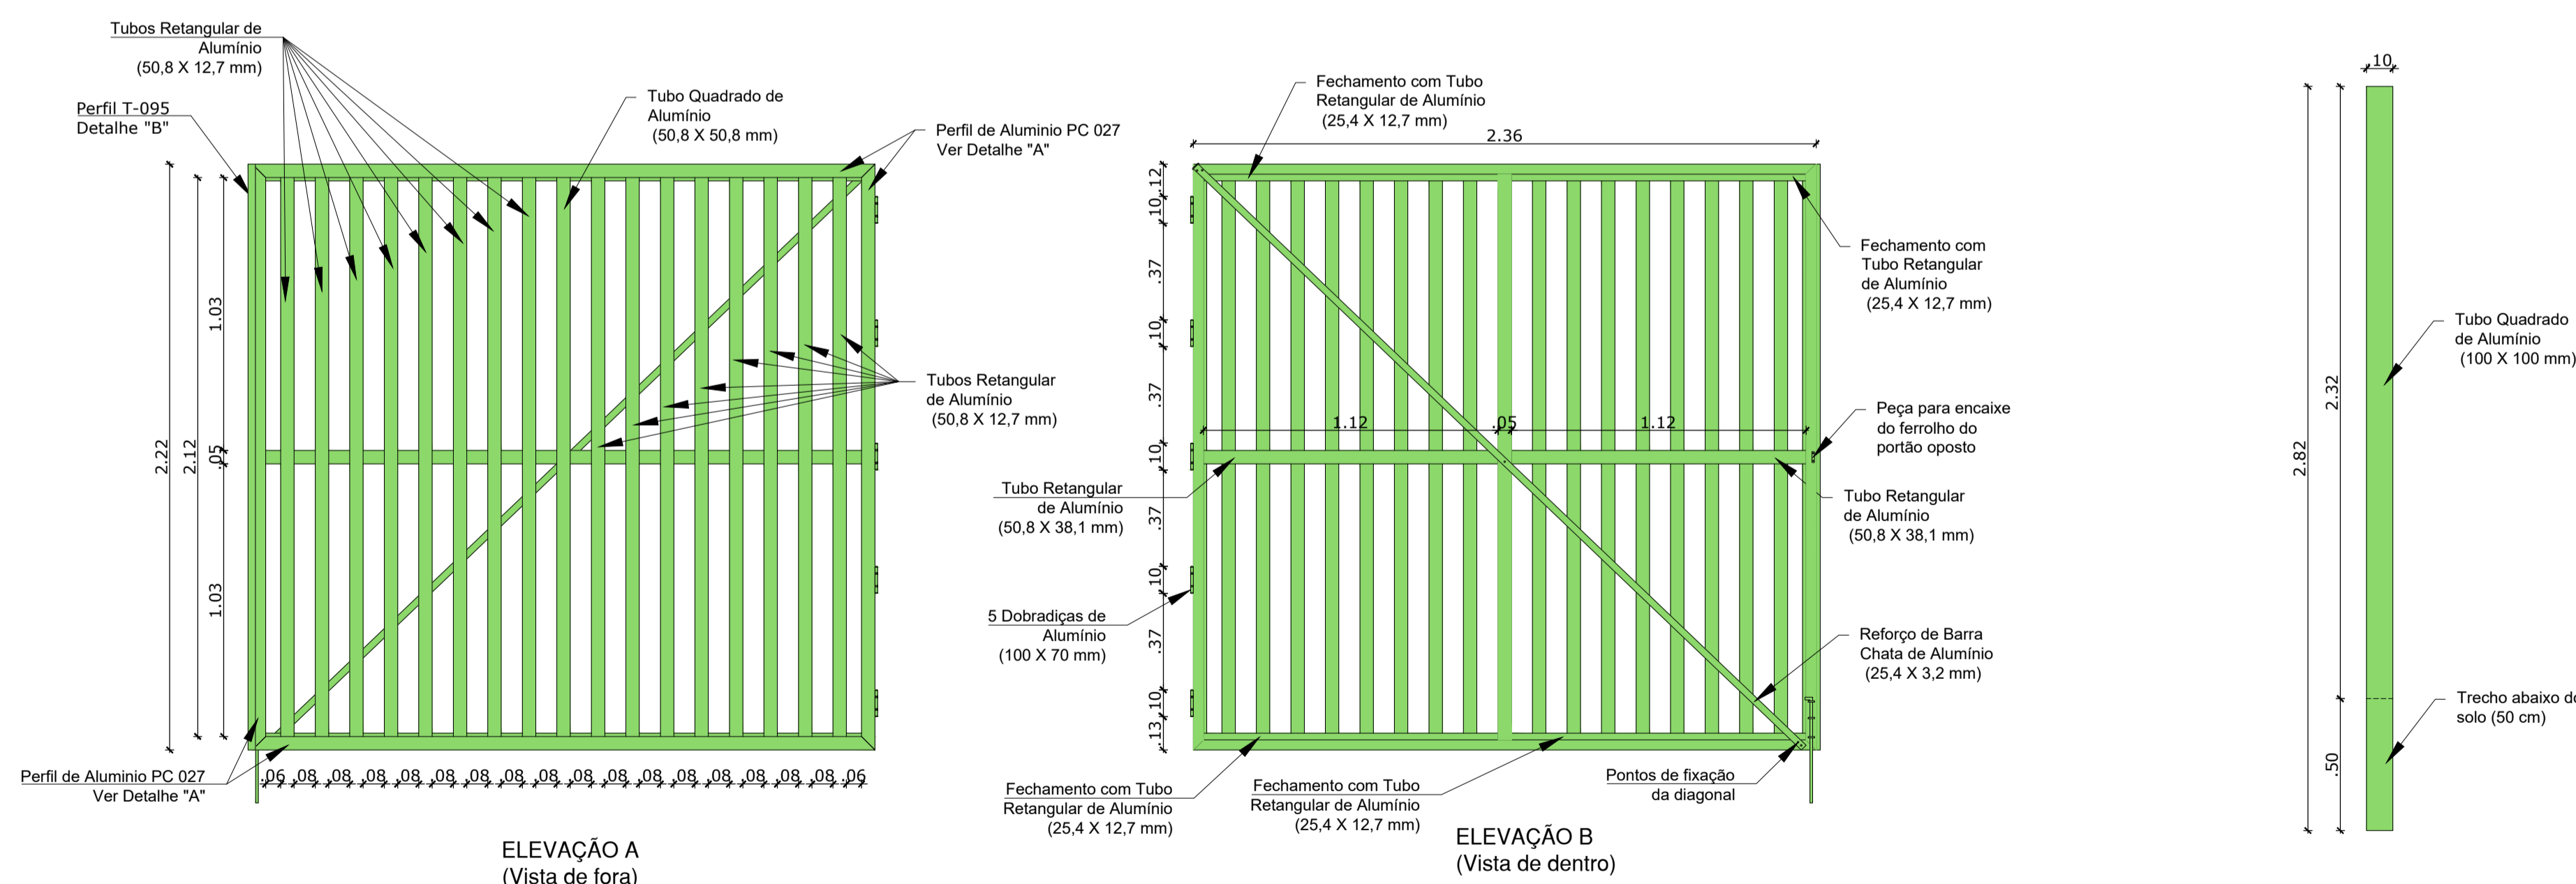 Tubos Retangular de
Alumínio
(50,8 X 12,7 mm)
Perfil T-095
Detalhe "B"
Tubo Quadrado de
Alumínio
(50,8 X 50,8 mm)
Perfil de Aluminio PC 027
Ver Detalhe "A"
2.22
2.12
1.03
.05
1.03
Tubos Retangular
de Alumínio
(50,8 X 12,7 mm)
Perfil de Aluminio PC 027
Ver Detalhe "A"
.06 .08 .08 .08 .08 .08 .08 .08 .08 .08 .08 .08 .08 .08 .08 .08 .08 .06
ELEVAÇÃO A
(Vista de fora)
Fechamento com Tubo
Retangular de Alumínio
(25,4 X 12,7 mm)
2.36
.12
.10
.37
.10
.37
.10
.37
.10
.37
.10
.13
Fechamento com
Tubo Retangular
de Alumínio
(25,4 X 12,7 mm)
1.12
.05
1.12
Peça para encaixe
do ferrolho do
portão oposto
Tubo Retangular
de Alumínio
(50,8 X 38,1 mm)
Tubo Retangular
de Alumínio
(50,8 X 38,1 mm)
5 Dobradiças de
Alumínio
(100 X 70 mm)
Reforço de Barra
Chata de Alumínio
(25,4 X 3,2 mm)
Fechamento com Tubo
Retangular de Alumínio
(25,4 X 12,7 mm)
Fechamento com Tubo
Retangular de Alumínio
(25,4 X 12,7 mm)
Pontos de fixação
da diagonal
ELEVAÇÃO B
(Vista de dentro)
.10
2.82
2.32
.50
Tubo Quadrado
de Alumínio
(100 X 100 mm)
Trecho abaixo do
solo (50 cm)